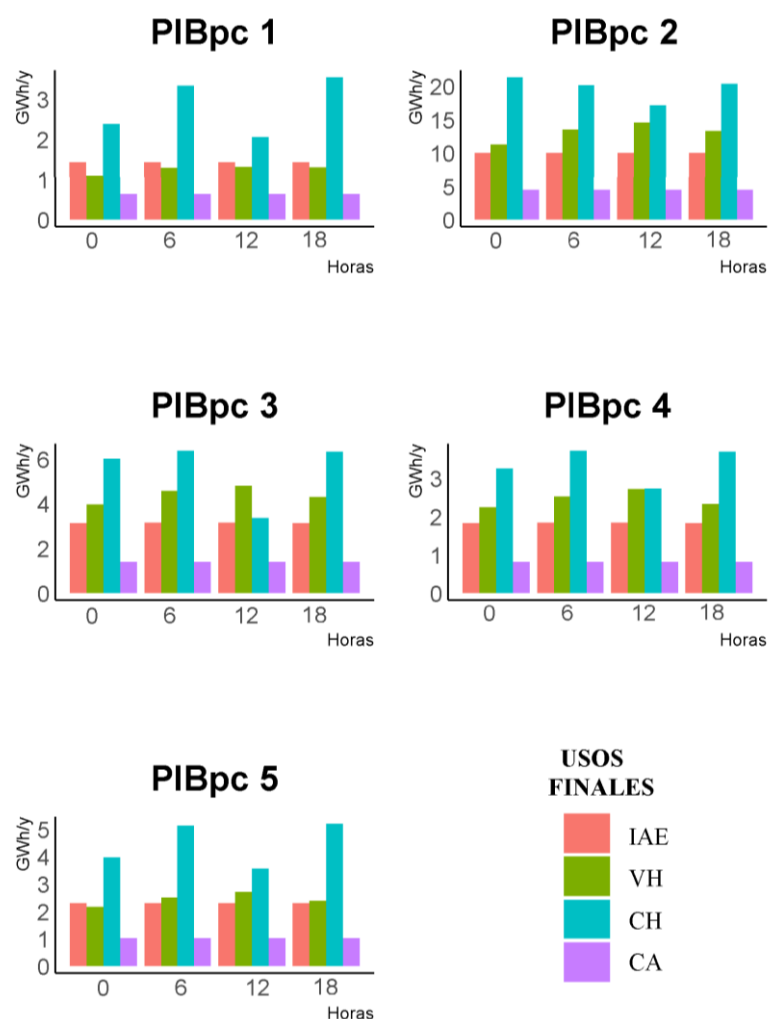 PIBpc 1
GWh/y
3
2
1
0
0 6 12 18
Horas
PIBpc 2
GWh/y
20
15
10
5
0
0 6 12 18
Horas
PIBpc 3
GWh/y
6
4
2
0
0 6 12 18
Horas
PIBpc 4
GWh/y
3
2
1
0
0 6 12 18
Horas
PIBpc 5
GWh/y
5
4
3
2
1
0
0 6 12 18
Horas
USOS
FINALES
IAE
VH
CH
CA